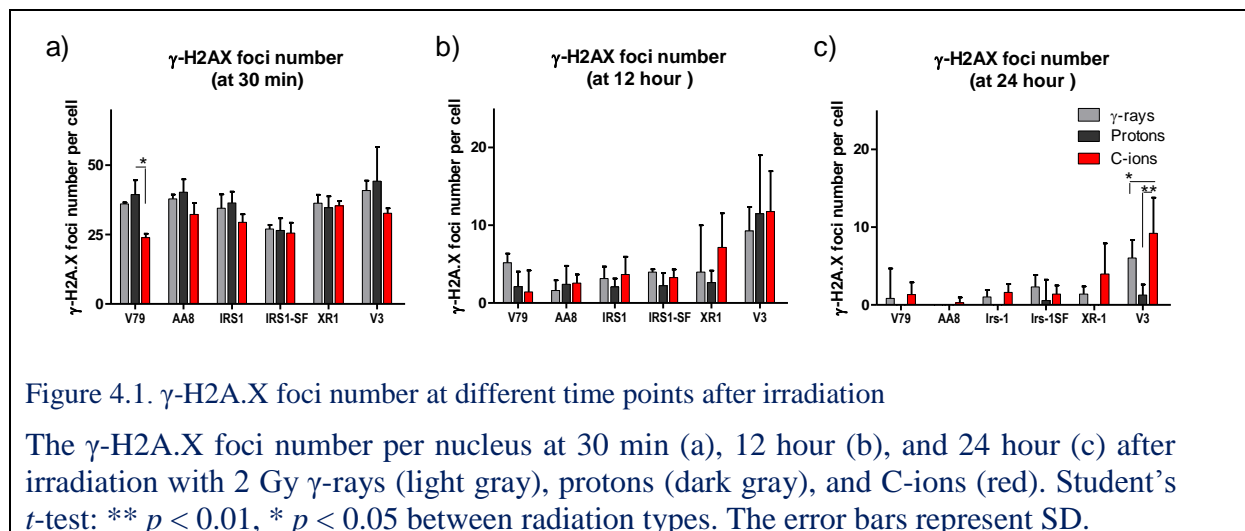 a)
γ-H2AX foci number
(at 30 min)
γ-H2A.X foci number per cell
50
25
0
*
V79 AA8 IRS1 IRS1-SF XR1 V3
b)
γ-H2AX foci number
(at 12 hour )
γ-H2A.X foci number per cell
20
10
0
V79 AA8 IRS1 IRS1-SF XR1 V3
c)
γ-H2AX foci number
(at 24 hour )
γ-H2A.X foci number per cell
20
10
0
γ-rays
Protons
C-ions
*
**
V79 AA8 Irs-1 Irs-1SF XR-1 V3
Figure 4.1. γ-H2A.X foci number at different time points after irradiation
The γ-H2A.X foci number per nucleus at 30 min (a), 12 hour (b), and 24 hour (c) after
irradiation with 2 Gy γ-rays (light gray), protons (dark gray), and C-ions (red). Student’s
t-test: ** p < 0.01, * p < 0.05 between radiation types. The error bars represent SD.